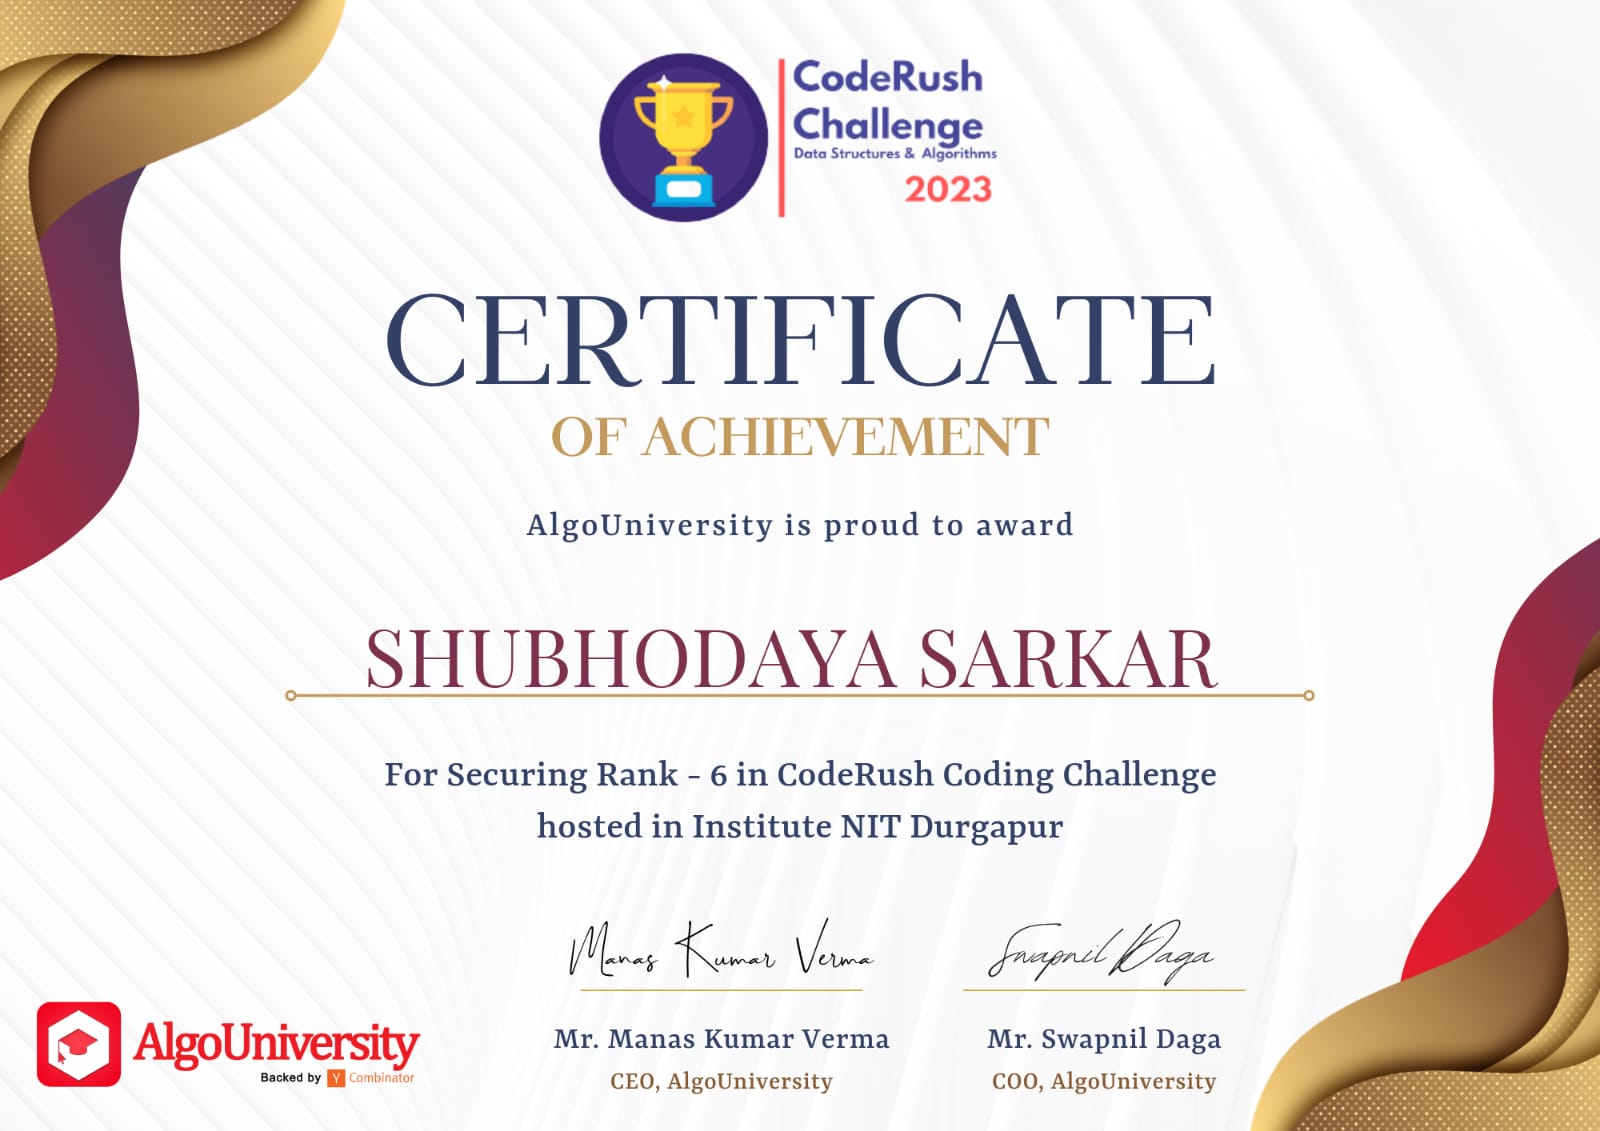 CodeRush
Challenge
Data Structures & Algorithms
2023
CERTIFICATE
OF ACHIEVEMENT
AlgoUniversity is proud to award
SHUBHODAYA SARKAR
For Securing Rank - 6 in CodeRush Coding Challenge
hosted in Institute NIT Durgapur
Manas Kumar Verma
Swapnil Daga
Mr. Manas Kumar Verma
CEO, AlgoUniversity
Mr. Swapnil Daga
COO, AlgoUniversity
AlgoUniversity
Backed by Y Combinator